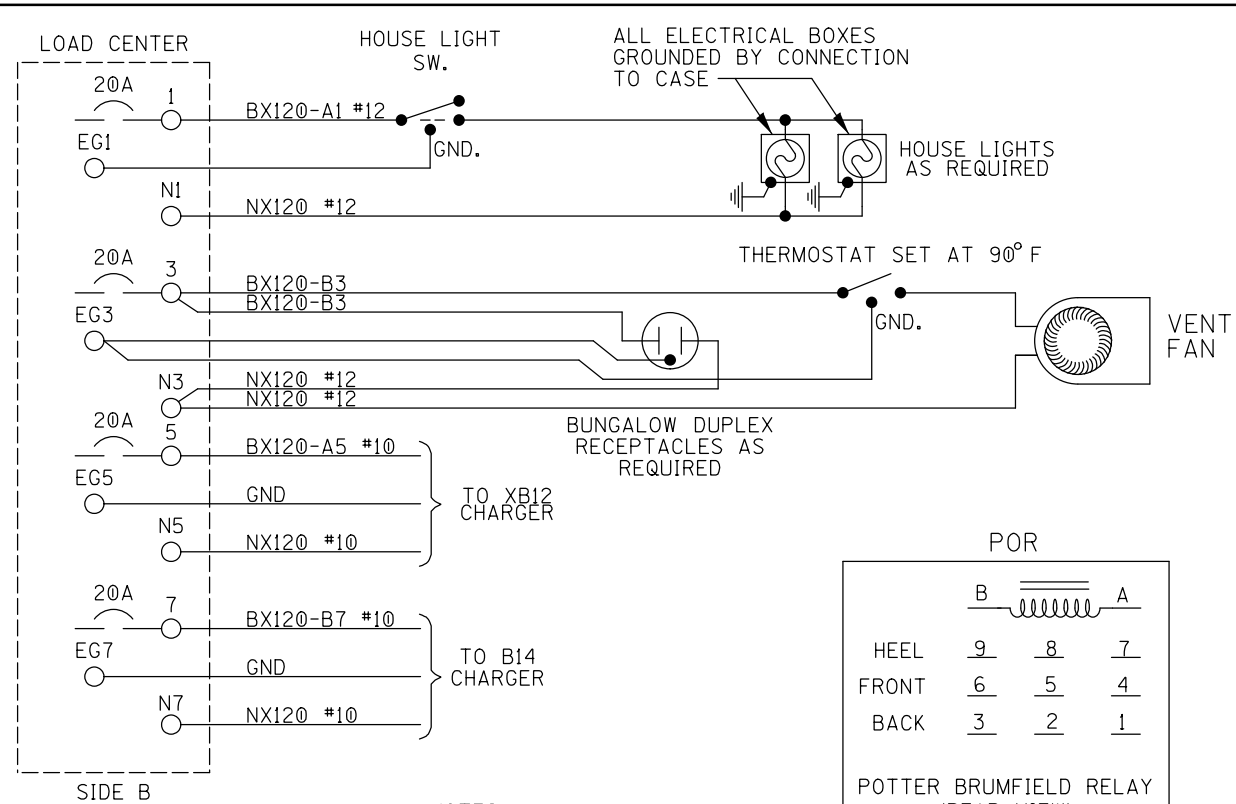 LOAD CENTER
HOUSE LIGHT
SW.
ALL ELECTRICAL BOXES
GROUNDED BY CONNECTION
TO CASE
20A
1
BX120-A1 #12
EG1
GND.
HOUSE LIGHTS
AS REQUIRED
N1
NX120 #12
THERMOSTAT SET AT 90° F
20A
3
BX120-B3
BX120-B3
EG3
GND.
VENT
FAN
N3
NX120 #12
NX120 #12
BUNGALOW DUPLEX
RECEPTACLES AS
REQUIRED
20A
5
BX120-A5 #10
EG5
GND
TO XB12
CHARGER
N5
NX120 #10
20A
7
BX120-B7 #10
EG7
GND
TO B14
CHARGER
N7
NX120 #10
SIDE B
POR
B A
HEEL 9 8 7
FRONT 6 5 4
BACK 3 2 1
POTTER BRUMFIELD RELAY